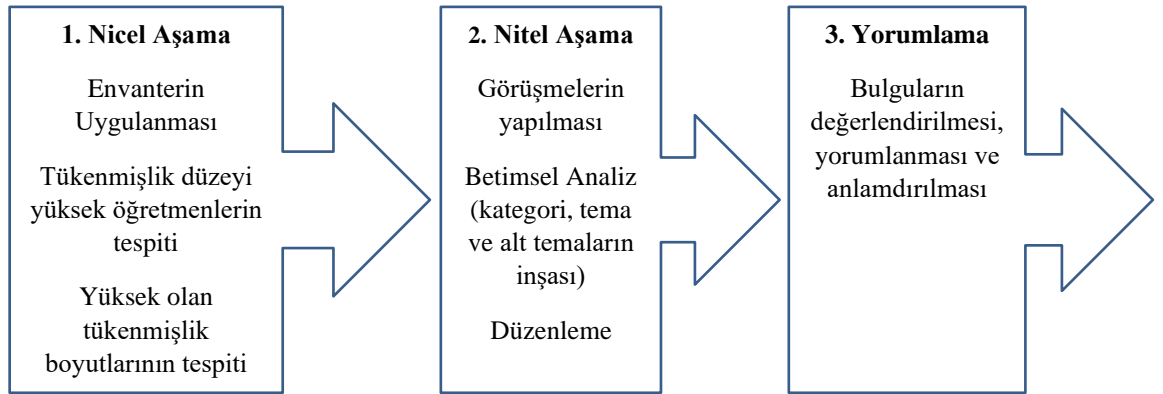 1. Nicel Aşama
Envanterin
Uygulanması
Tükenmişlik düzeyi
yüksek öğretmenlerin
tespiti
Yüksek olan
tükenmişlik
boyutlarının tespiti
2. Nitel Aşama
Görüşmelerin
yapılması
Betimsel Analiz
(kategori, tema
ve alt temaların
inşası)
Düzenleme
3. Yorumlama
Bulguların
değerlendirilmesi,
yorumlanması ve
anlamdırılması